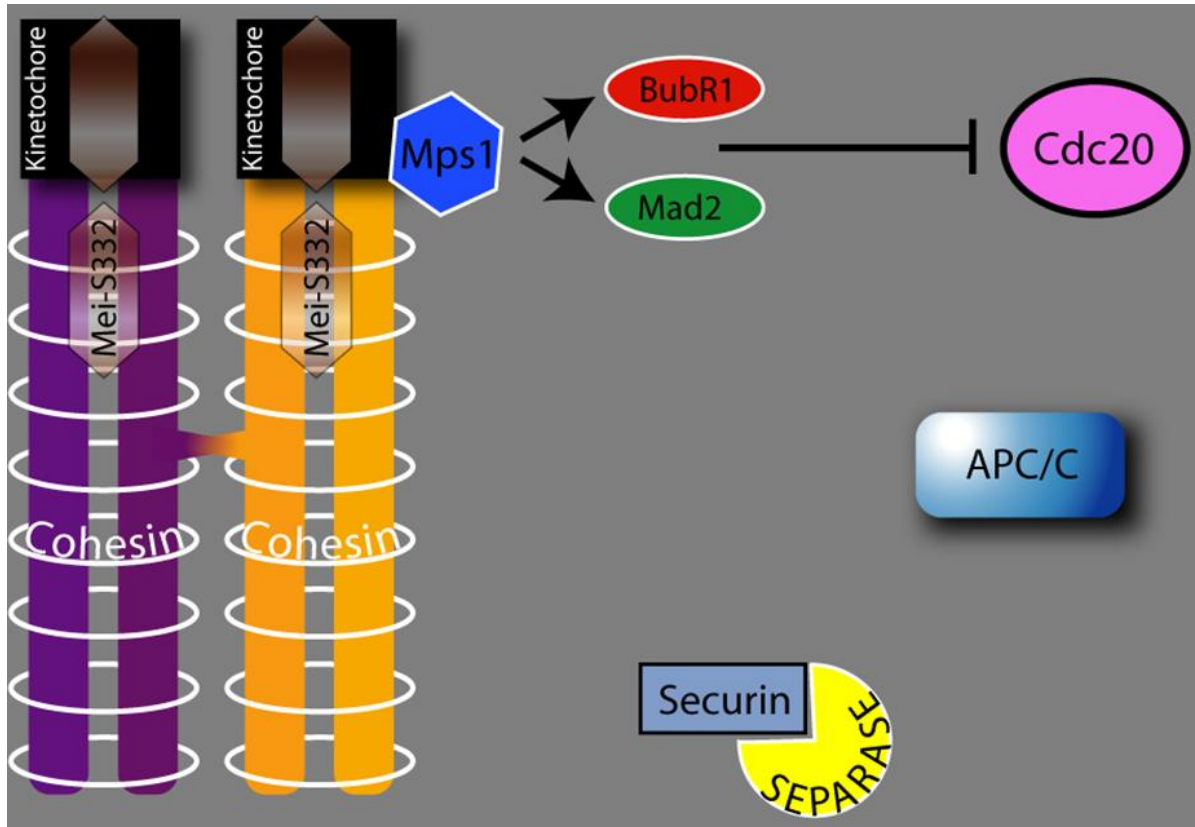 Kinetochore
Kinetochore
Mps1
BubR1
Mad2
Cdc20
Mei-S332
Mei-S332
APC/C
Cohesin
Cohesin
Securin
SEPARASE